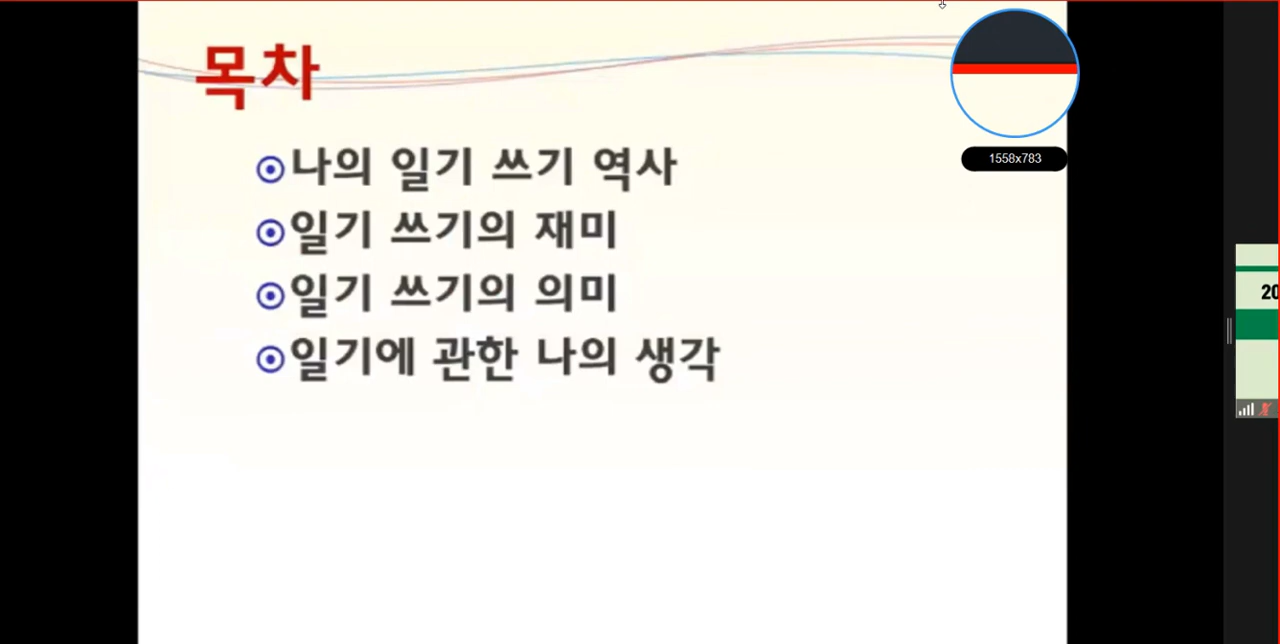 목차
1558x783
⊙나의 일기 쓰기 역사
⊙일기 쓰기의 재미
⊙일기 쓰기의 의미
⊙일기에 관한 나의 생각
20